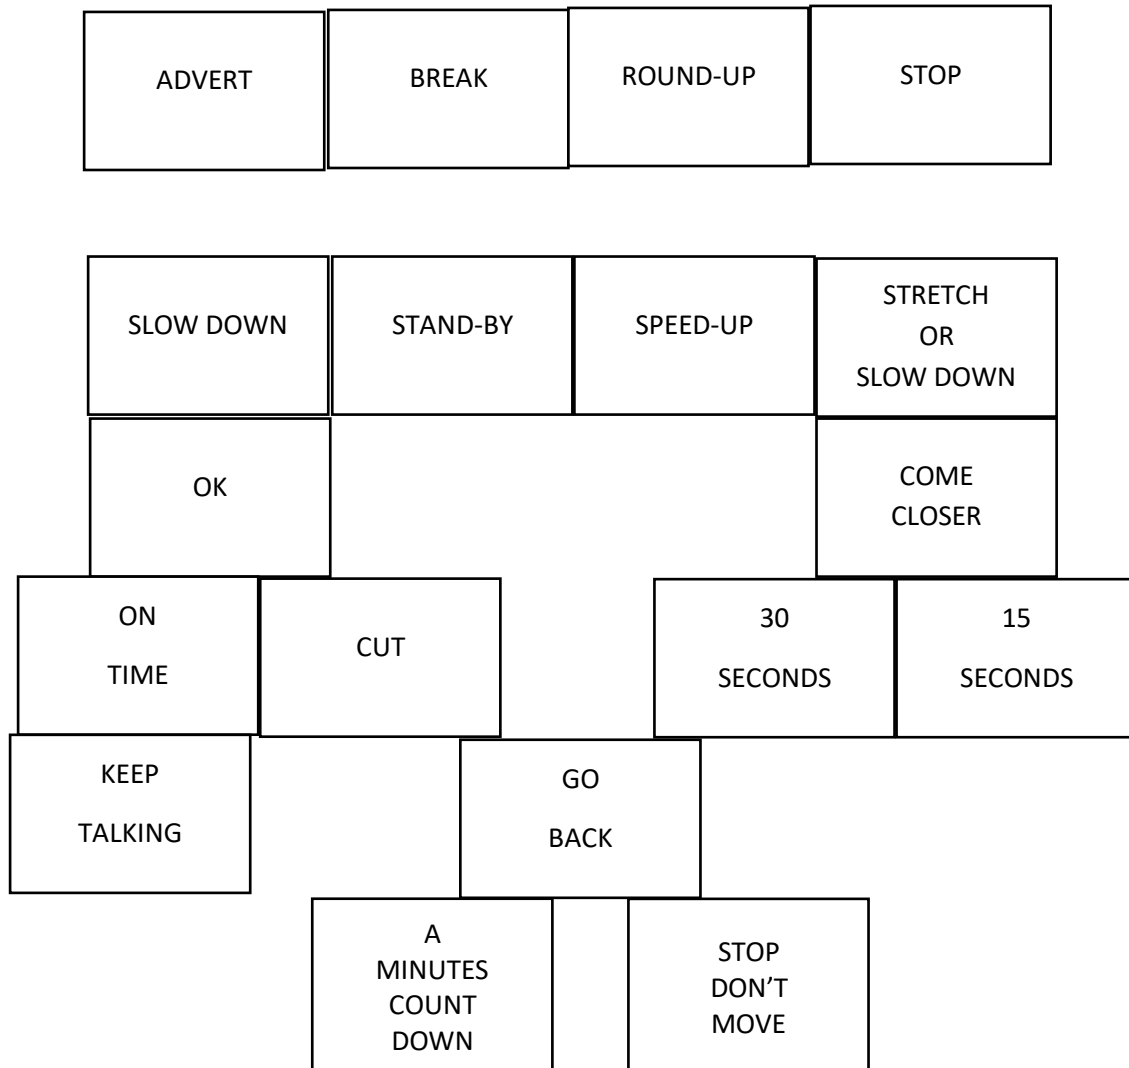 ADVERT
BREAK
ROUND-UP
STOP
SLOW DOWN
STAND-BY
SPEED-UP
STRETCH
OR
SLOW DOWN
OK
COME
CLOSER
ON
TIME
CUT
30
SECONDS
15
SECONDS
KEEP
TALKING
GO
BACK
A
MINUTES
COUNT
DOWN
STOP
DON’T
MOVE